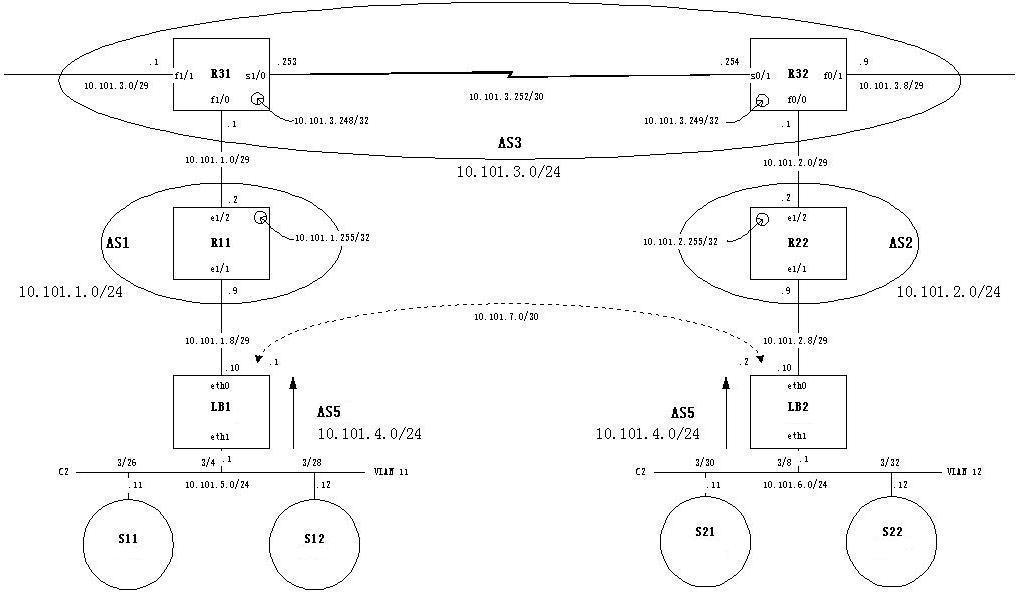 .1 .253 .254 .9
f1/1 R31 s1/0 s0/1 R32 f0/1
10.101.3.0/29 10.101.3.252/30 10.101.3.8/29
f1/0 f0/0
10.101.3.248/32 10.101.3.249/32
.1 .1
AS3
10.101.1.0/29 10.101.2.0/29
10.101.3.0/24
.2 .2
e1/2 e1/2
AS1 R11 10.101.1.255/32 10.101.2.255/32 R22 AS2
e1/1 e1/1
10.101.1.0/24 .9 .9 10.101.2.0/24
10.101.7.0/30
10.101.1.8/29 10.101.2.8/29
.10 .1 .2 .10
eth0 eth0
LB1 AS5 AS5 LB2
10.101.4.0/24 10.101.4.0/24
eth1 eth1
3/26 3/4 .1 3/28 3/30 3/8 .1 3/32
C2 VLAN 11 C2 VLAN 12
.11 10.101.5.0/24 .12 .11 10.101.6.0/24 .12
S11 S12 S21 S22